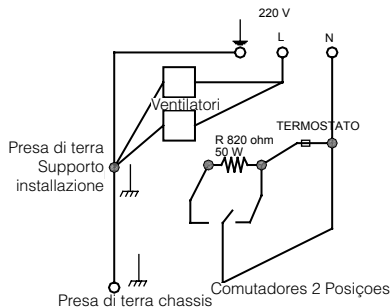 220 V
L
N
Ventilatori
R 820 ohm
50 W
TERMOSTATO
Presa di terra
Supporto
installazione
Comutadores 2 Posiçoes
Presa di terra chassis